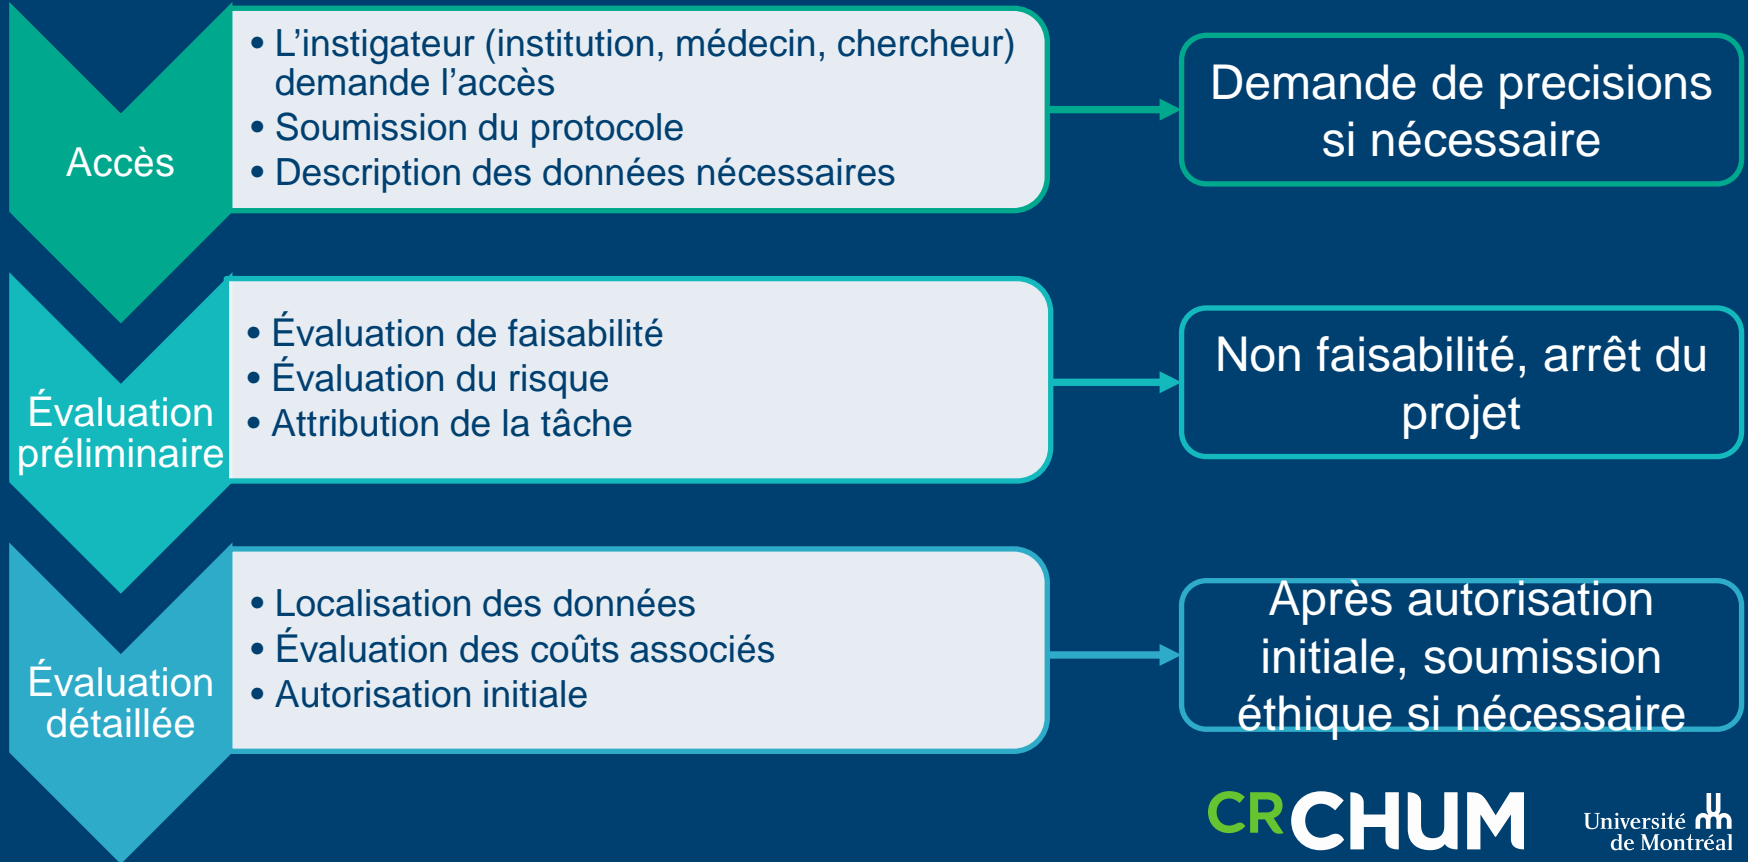 Accès
• L'instigateur (institution, médecin, chercheur)
demande l'accès
• Soumission du protocole
• Description des données nécessaires
Demande de precisions
si nécessaire
Évaluation
préliminaire
• Évaluation de faisabilité
• Évaluation du risque
• Attribution de la tâche
Non faisabilité, arrêt du
projet
Évaluation
détaillée
• Localisation des données
• Évaluation des coûts associés
• Autorisation initiale
Après autorisation
initiale, soumission
éthique si nécessaire
CRCHUM
Université
de Montréal